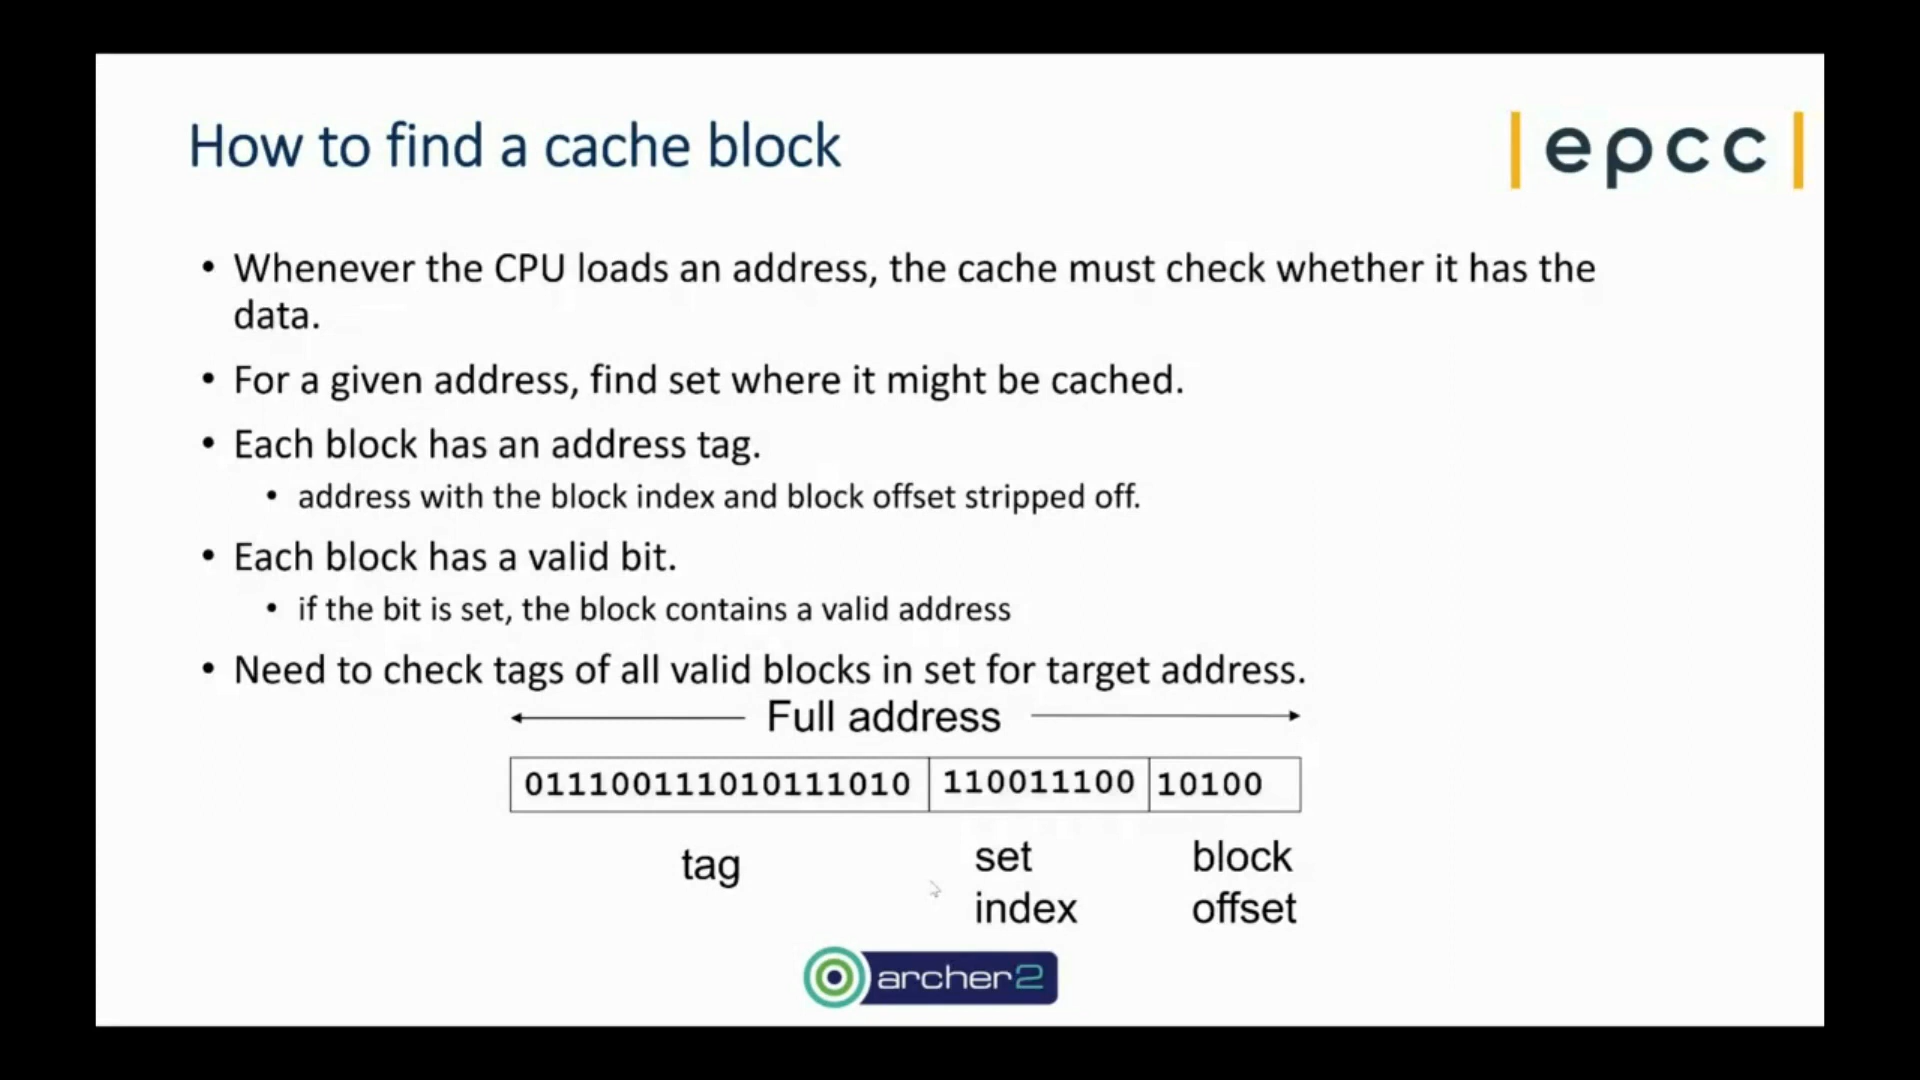 How to find a cache block
|epcc|
• Whenever the CPU loads an address, the cache must check whether it has the
data.
• For a given address, find set where it might be cached.
• Each block has an address tag.
• address with the block index and block offset stripped off.
• Each block has a valid bit.
• if the bit is set, the block contains a valid address
• Need to check tags of all valid blocks in set for target address.
Full address
011100111010111010 110011100 10100
tag set block
index offset
archer2